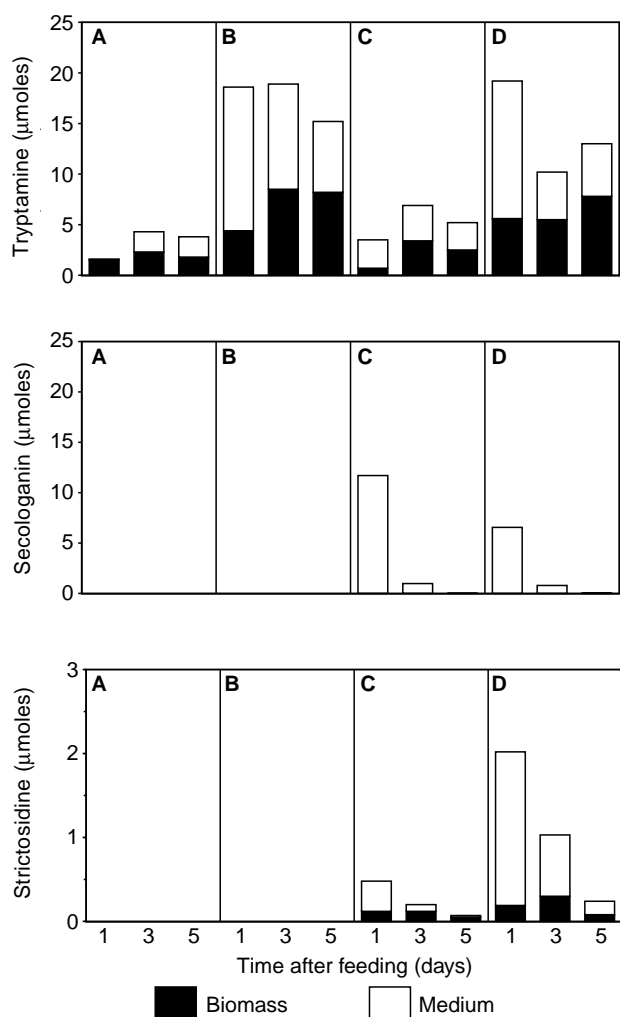 A B C D
25
20
15
10
5
0
Tryptamine (μmoles)
A B C D
25
20
15
10
5
0
Secologanin (μmoles)
A B C D
3
2
1
0
Strictosidine (μmoles)
1 3 5 1 3 5 1 3 5 1 3 5
Time after feeding (days)
Biomass Medium